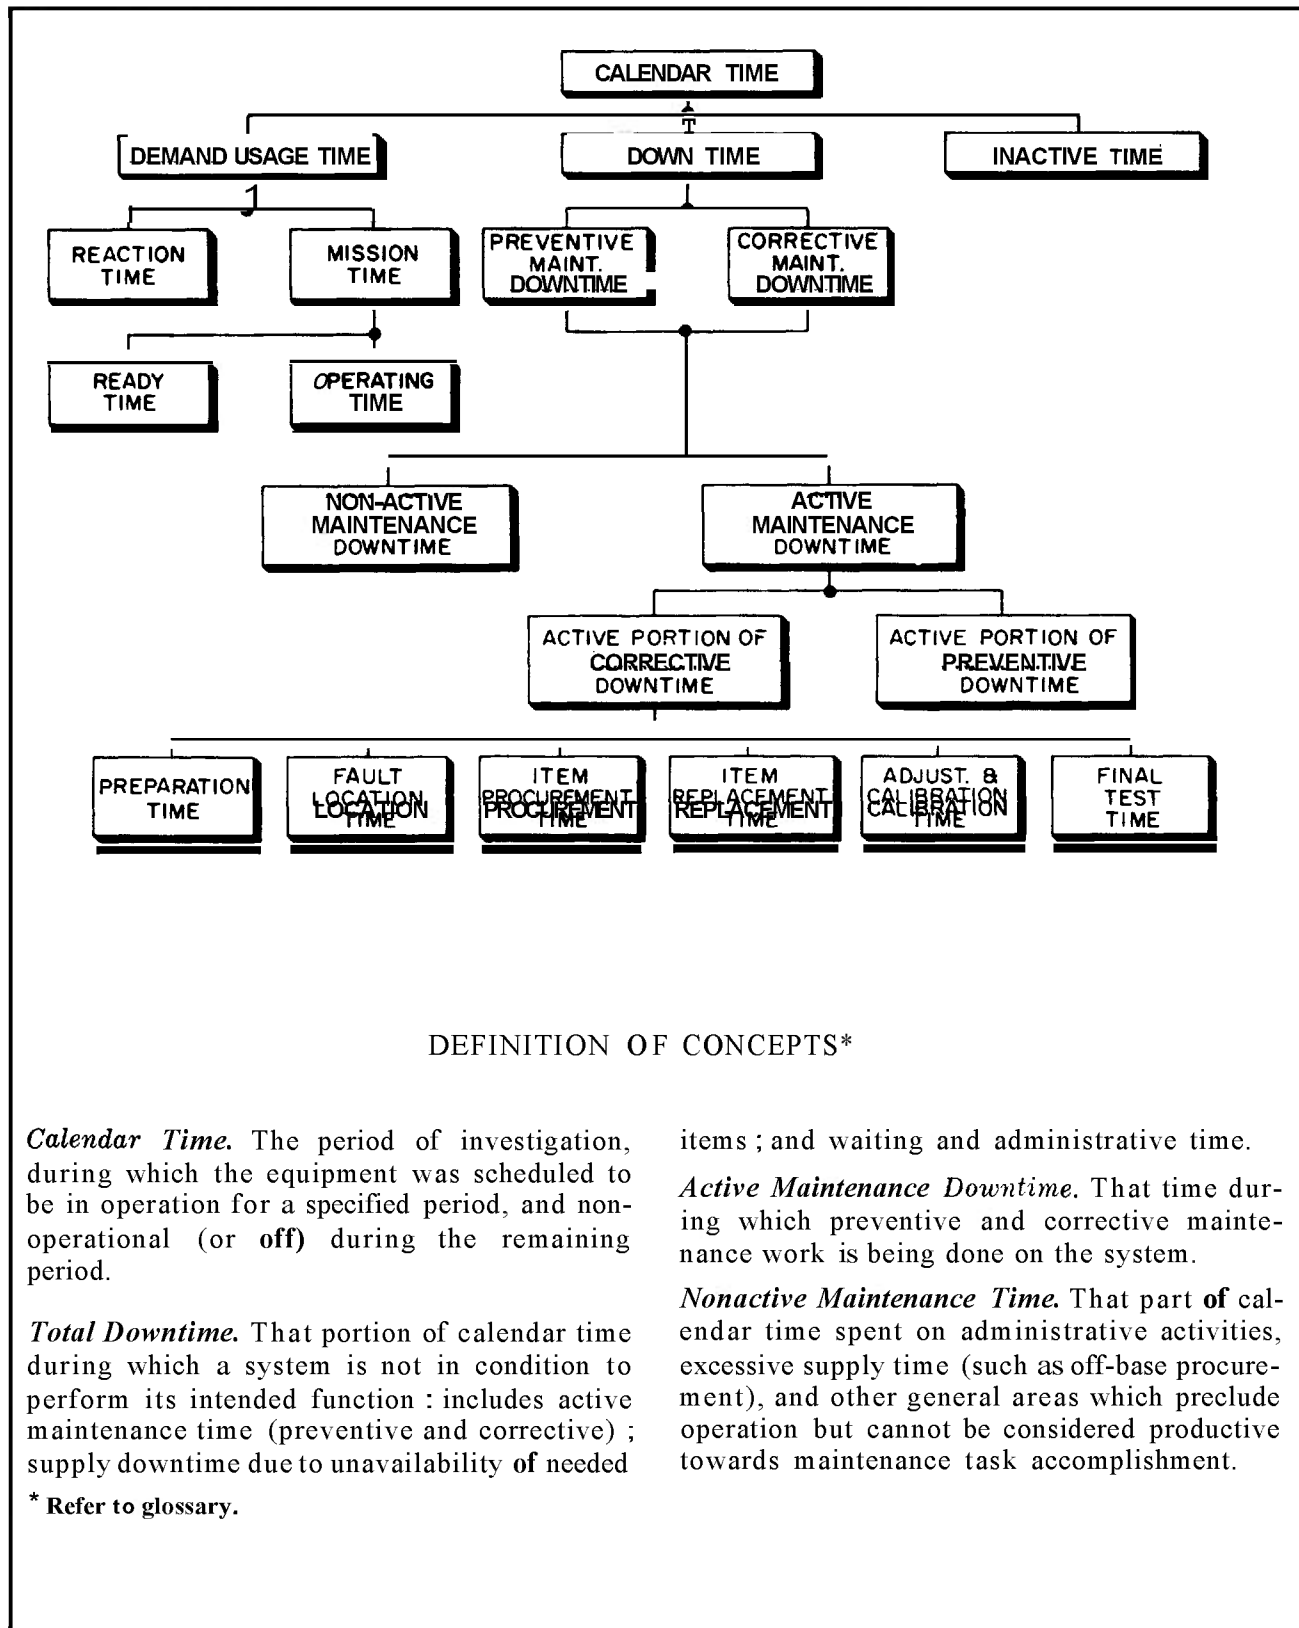 CALENDAR TIME
DEMAND USAGE TIME
DOWN TIME
INACTIVE TIME
REACTION
TIME
MISSION
TIME
PREVENTIVE
MAINT.
DOWNTIME
CORRECTIVE
MAINT.
DOWNTIME
READY
TIME
OPERATING
TIME
NON-ACTIVE
MAINTENANCE
DOWNTIME
ACTIVE
MAINTENANCE
DOWNTIME
ACTIVE PORTION OF
CORRECTIVE
DOWNTIME
ACTIVE PORTION OF
PREVENTIVE
DOWNTIME
PREPARATION
TIME
FAULT
LOCATION
TIME
ITEM
PROCUREMENT
TIME
ITEM
REPLACEMENT
TIME
ADJUST. &
CALIBRATION
TIME
FINAL
TEST
TIME
DEFINITION OF CONCEPTS*
Calendar Time. The period of investigation,
during which the equipment was scheduled to
be in operation for a specified period, and non-
operational (or off) during the remaining
period.
Total Downtime. That portion of calendar time
during which a system is not in condition to
perform its intended function : includes active
maintenance time (preventive and corrective) ;
supply downtime due to unavailability of needed
* Refer to glossary.
items ; and waiting and administrative time.
Active Maintenance Downtime. That time dur-
ing which preventive and corrective mainte-
nance work is being done on the system.
Nonactive Maintenance Time. That part of cal-
endar time spent on administrative activities,
excessive supply time (such as off-base procure-
ment), and other general areas which preclude
operation but cannot be considered productive
towards maintenance task accomplishment.